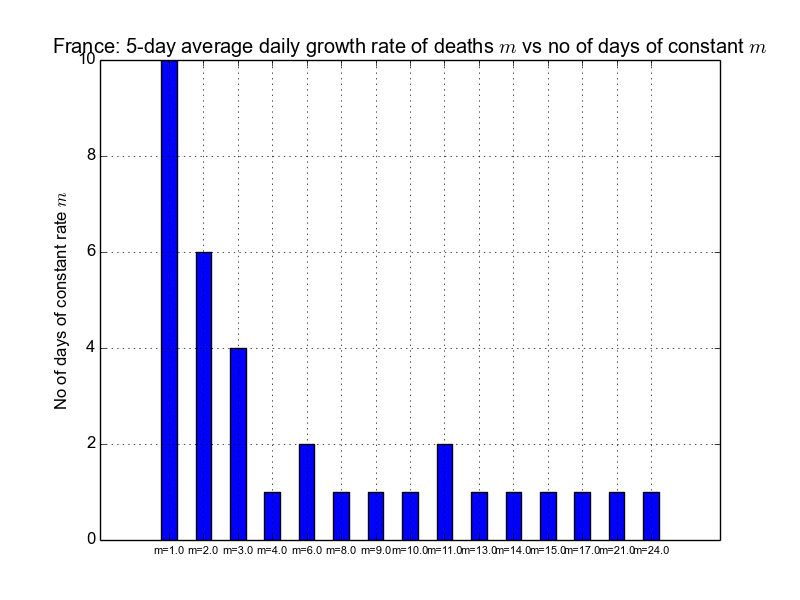 France: 5-day average daily growth rate of deaths m vs no of days of constant m
10
8
6
4
2
0
No of days of constant rate m
m=1.0 m=2.0 m=3.0 m=4.0 m=6.0 m=8.0 m=9.0 m=10.0 m=11.0 m=13.0 m=14.0 m=15.0 m=17.0 m=21.0 m=24.0